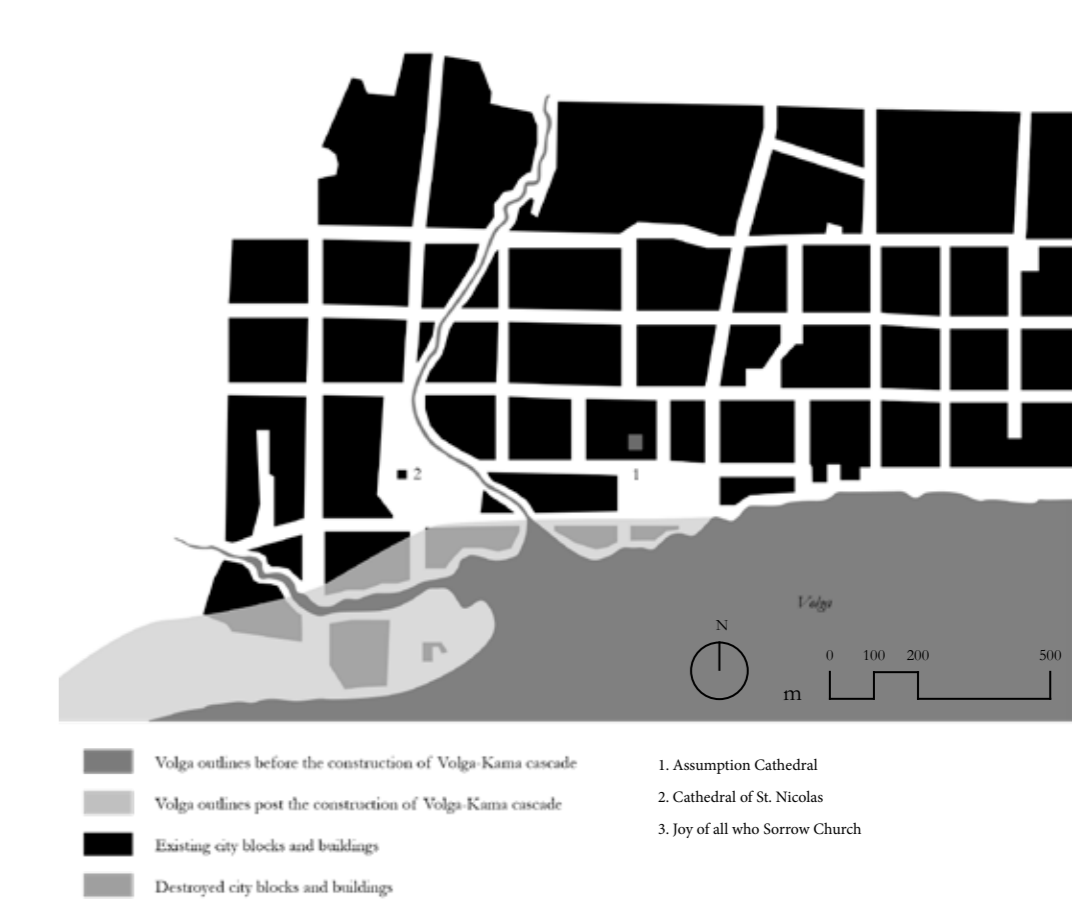 2
1
Volga
N
0 100 200 500
m
Volga outlines before the construction of Volga-Kama cascade
Volga outlines post the construction of Volga-Kama cascade
Existing city blocks and buildings
Destroyed city blocks and buildings
1. Assumption Cathedral
2. Cathedral of St. Nicolas
3. Joy of all who Sorrow Church